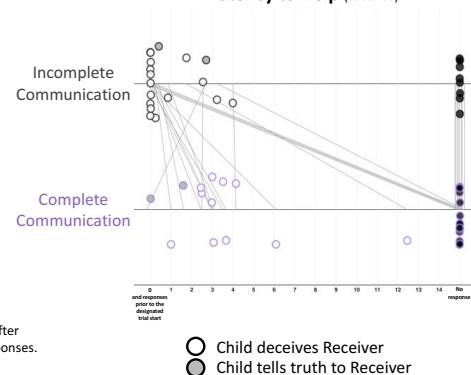 Incomplete
Communication
Complete
Communication
0 1 2 3 4 5 6 7 8 9 10 11 12 13 14 No
and responses response
prior to the
designated
trial start
Child deceives Receiver
Child tells truth to Receiver